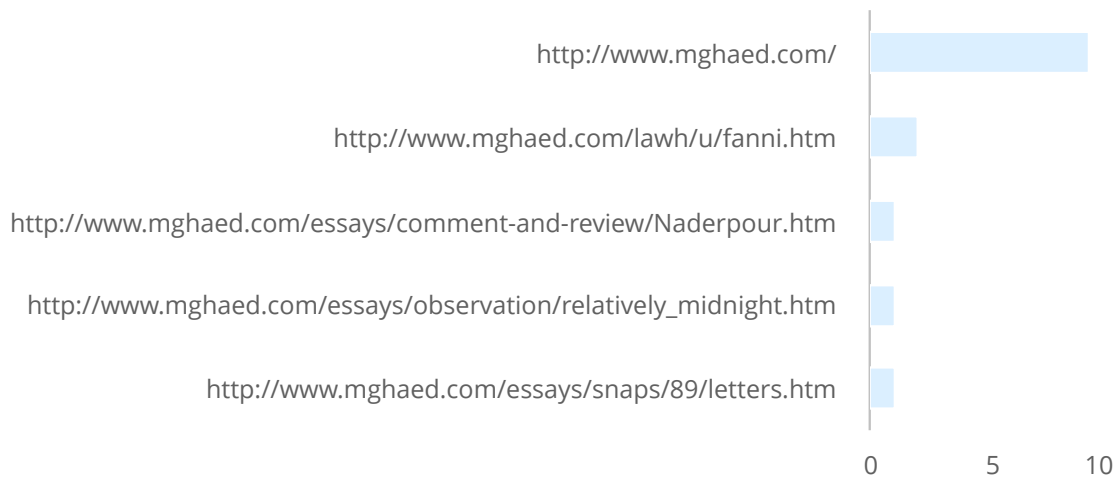 http://www.mghaed.com/
http://www.mghaed.com/lawh/u/fanni.htm
http://www.mghaed.com/essays/comment-and-review/Naderpour.htm
http://www.mghaed.com/essays/observation/relatively_midnight.htm
http://www.mghaed.com/essays/snaps/89/letters.htm
0 5 10